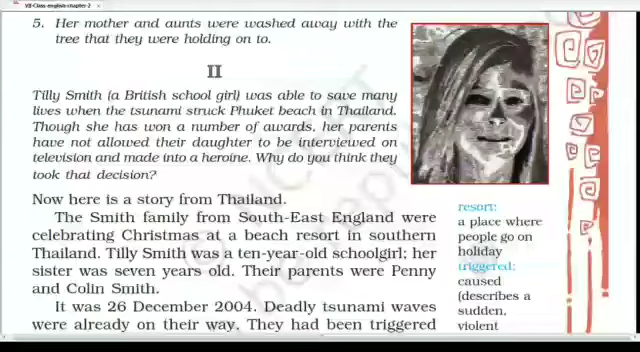 VIII-Class-english-chapter-2 ×
5. Her mother and aunts were washed away with the
tree that they were holding on to.
II
Tilly Smith (a British school girl) was able to save many
lives when the tsunami struck Phuket beach in Thailand.
Though she has won a number of awards, her parents
have not allowed their daughter to be interviewed on
television and made into a heroine. Why do you think they
took that decision?
Now here is a story from Thailand.
The Smith family from South-East England were
celebrating Christmas at a beach resort in southern
Thailand. Tilly Smith was a ten-year-old schoolgirl; her
sister was seven years old. Their parents were Penny
and Colin Smith.
It was 26 December 2004. Deadly tsunami waves
were already on their way. They had been triggered
resort:
a place where
people go on
holiday
triggered:
caused
(describes a
sudden,
violent